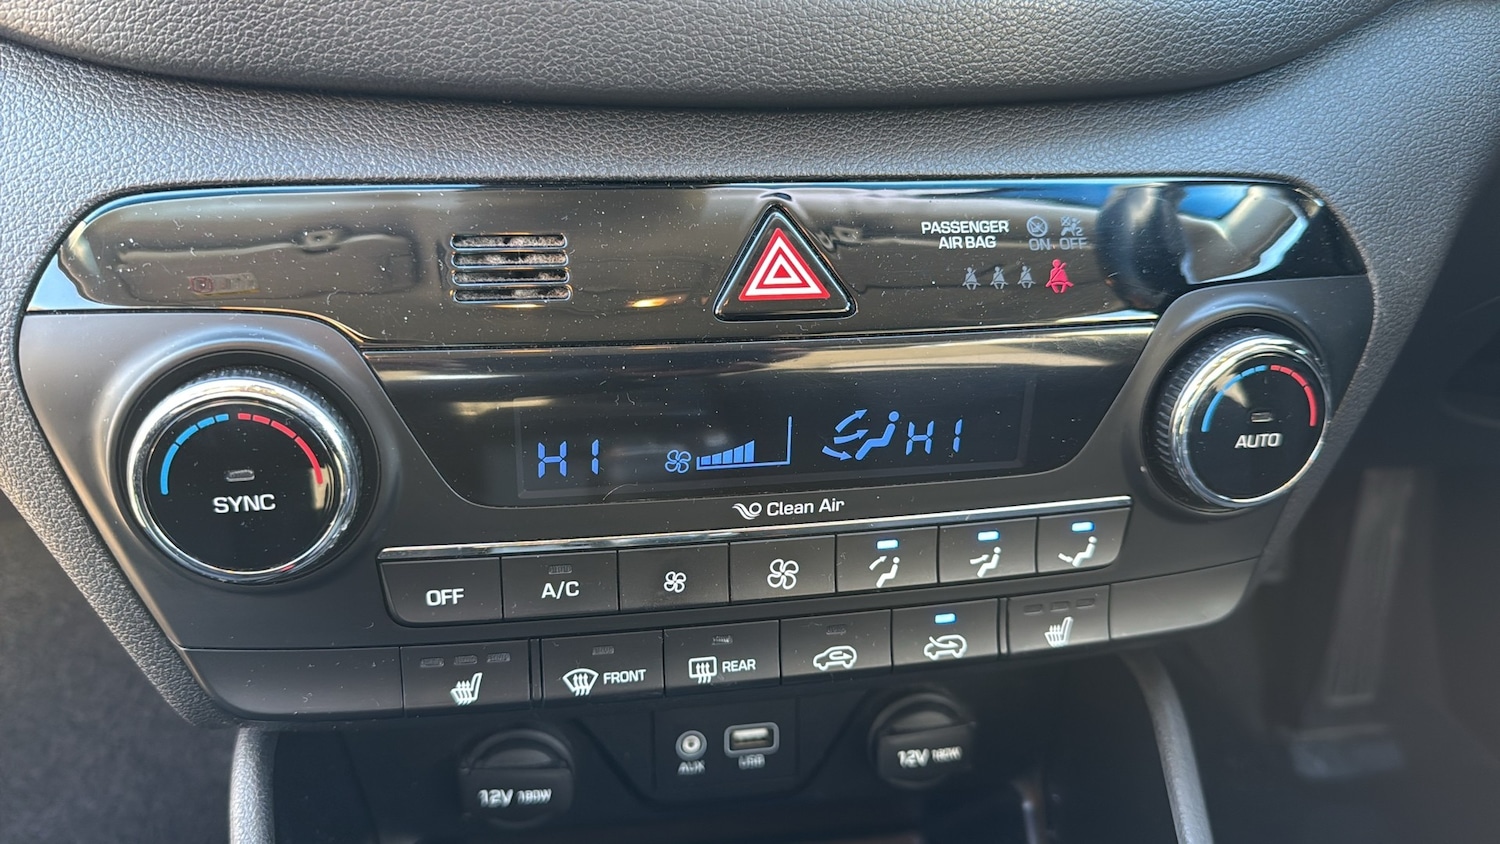 PASSENGER
AIR BAG
ON OFF
HI
HI
AUTO
SYNC
Clean Air
OFF
A/C
FRONT
REAR
AUX
USB
12V 180W
12V 180W